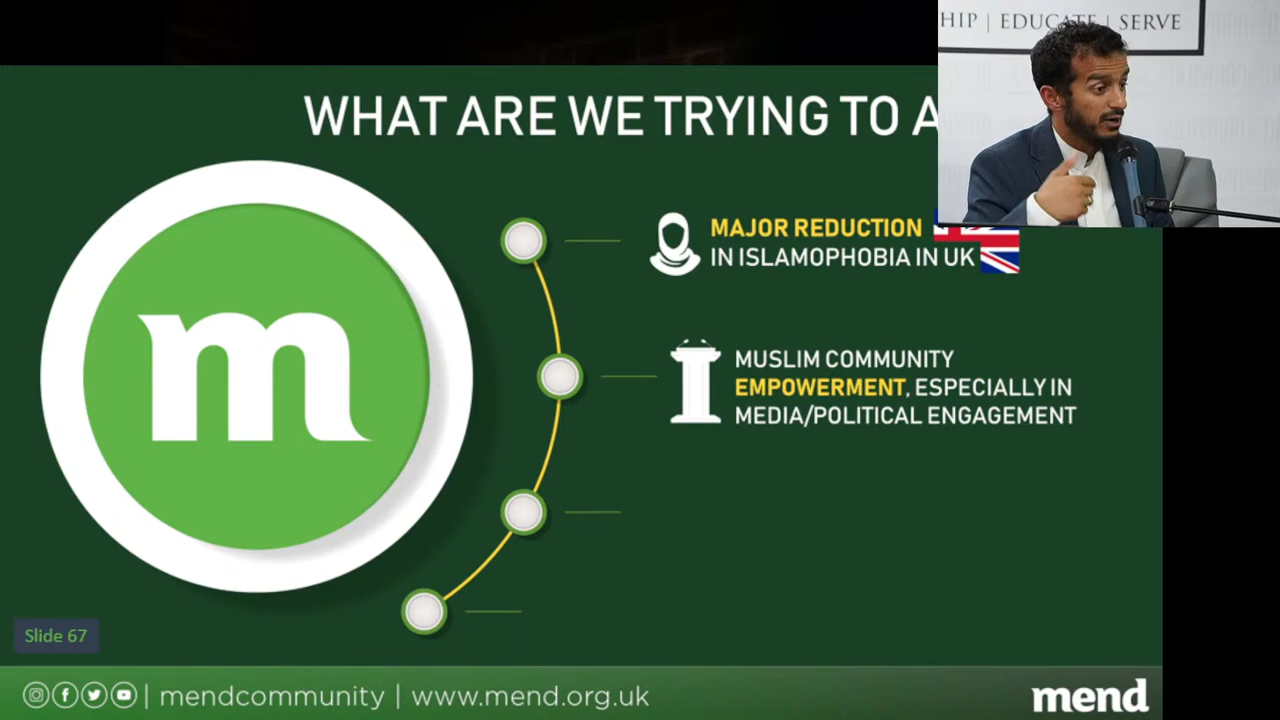 HIP | EDUCATE | SERVE
WHAT ARE WE TRYING TO A
MAJOR REDUCTION
IN ISLAMOPHOBIA IN UK
MUSLIM COMMUNITY
EMPOWERMENT, ESPECIALLY IN
MEDIA/POLITICAL ENGAGEMENT
m
Slide 67
| mendcommunity | www.mend.org.uk
mend